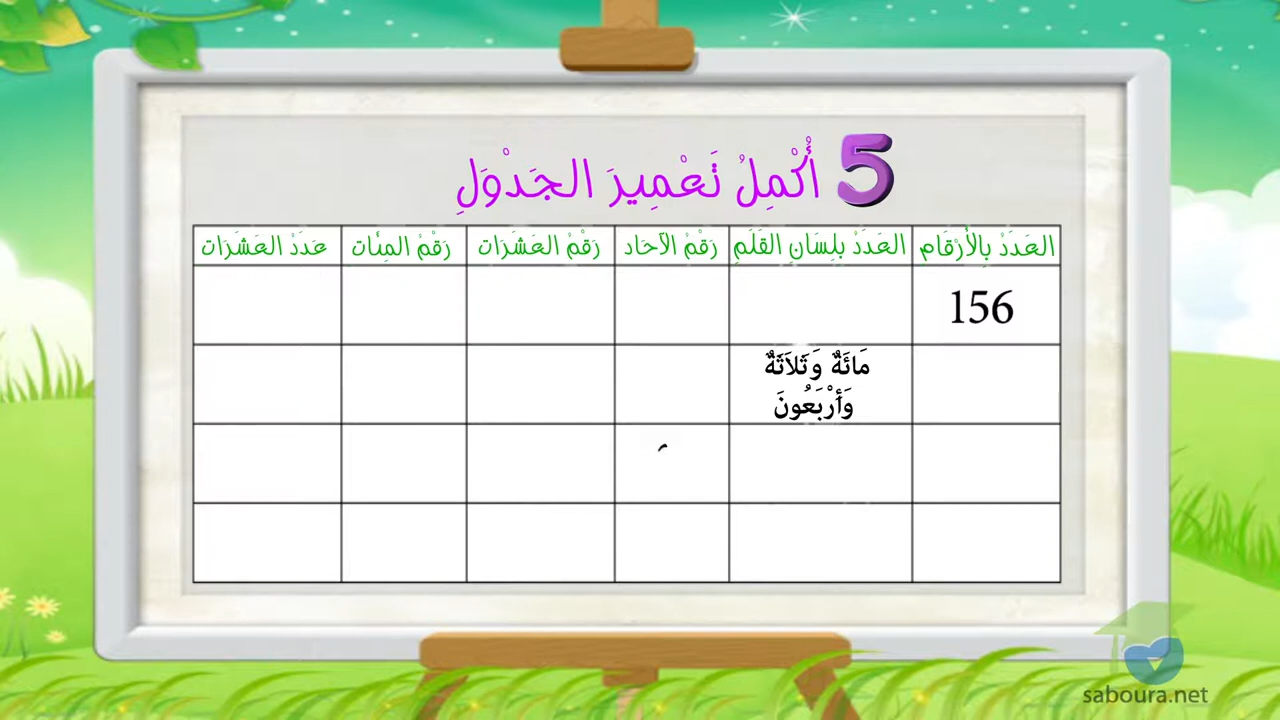 5 أُكْمِلُ تَعْمِيرَ الجَدْوَلِ
العَدَدُ بِالأَرْقَامِ العَدَدُ بِلِسَانِ القَلَمِ رَقْمُ الآحَادِ رَقْمُ العَشَرَاتِ رَقْمُ المِئَاتِ عَدَدُ العَشَرَاتِ
156
مَائَةٌ وَثَلاَثَةٌ
وَأَرْبَعُونَ
saboura.net